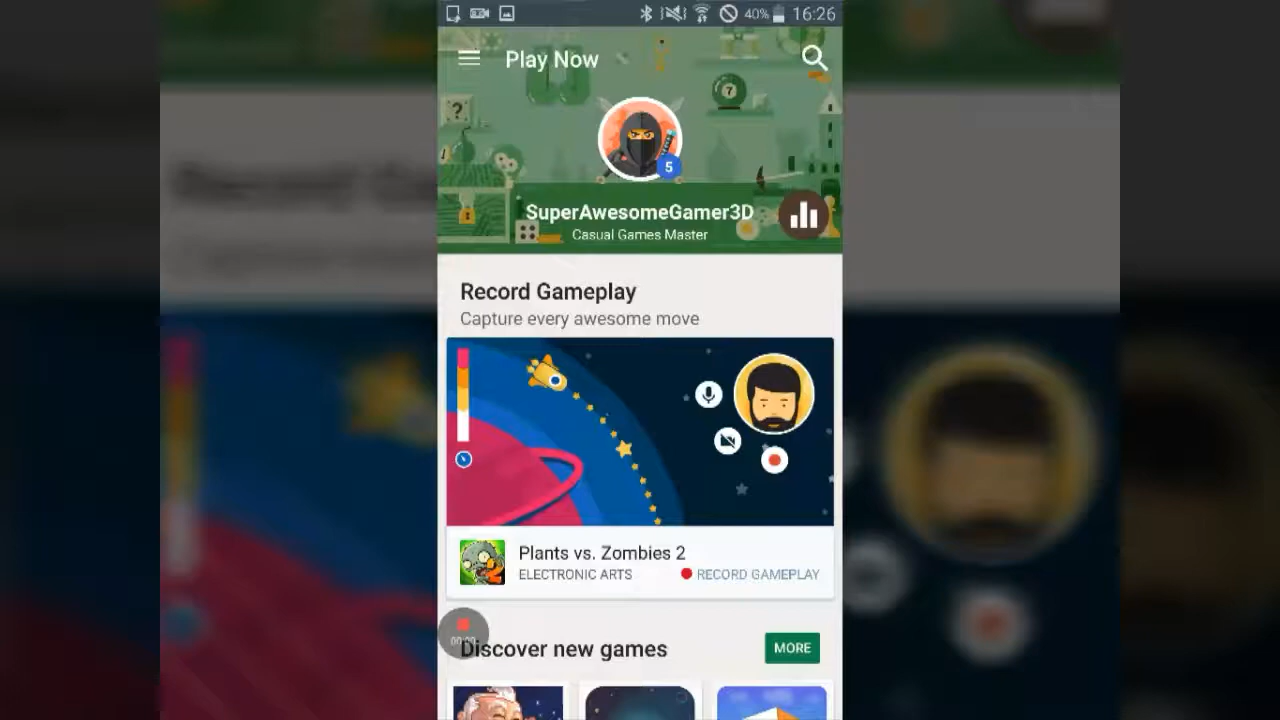 40% 16:26
Play Now
?
7
5
SuperAwesomeGamer3D
Casual Games Master
Record Gameplay
Capture every awesome move
Plants vs. Zombies 2
ELECTRONIC ARTS
RECORD GAMEPLAY
Discover new games
MORE